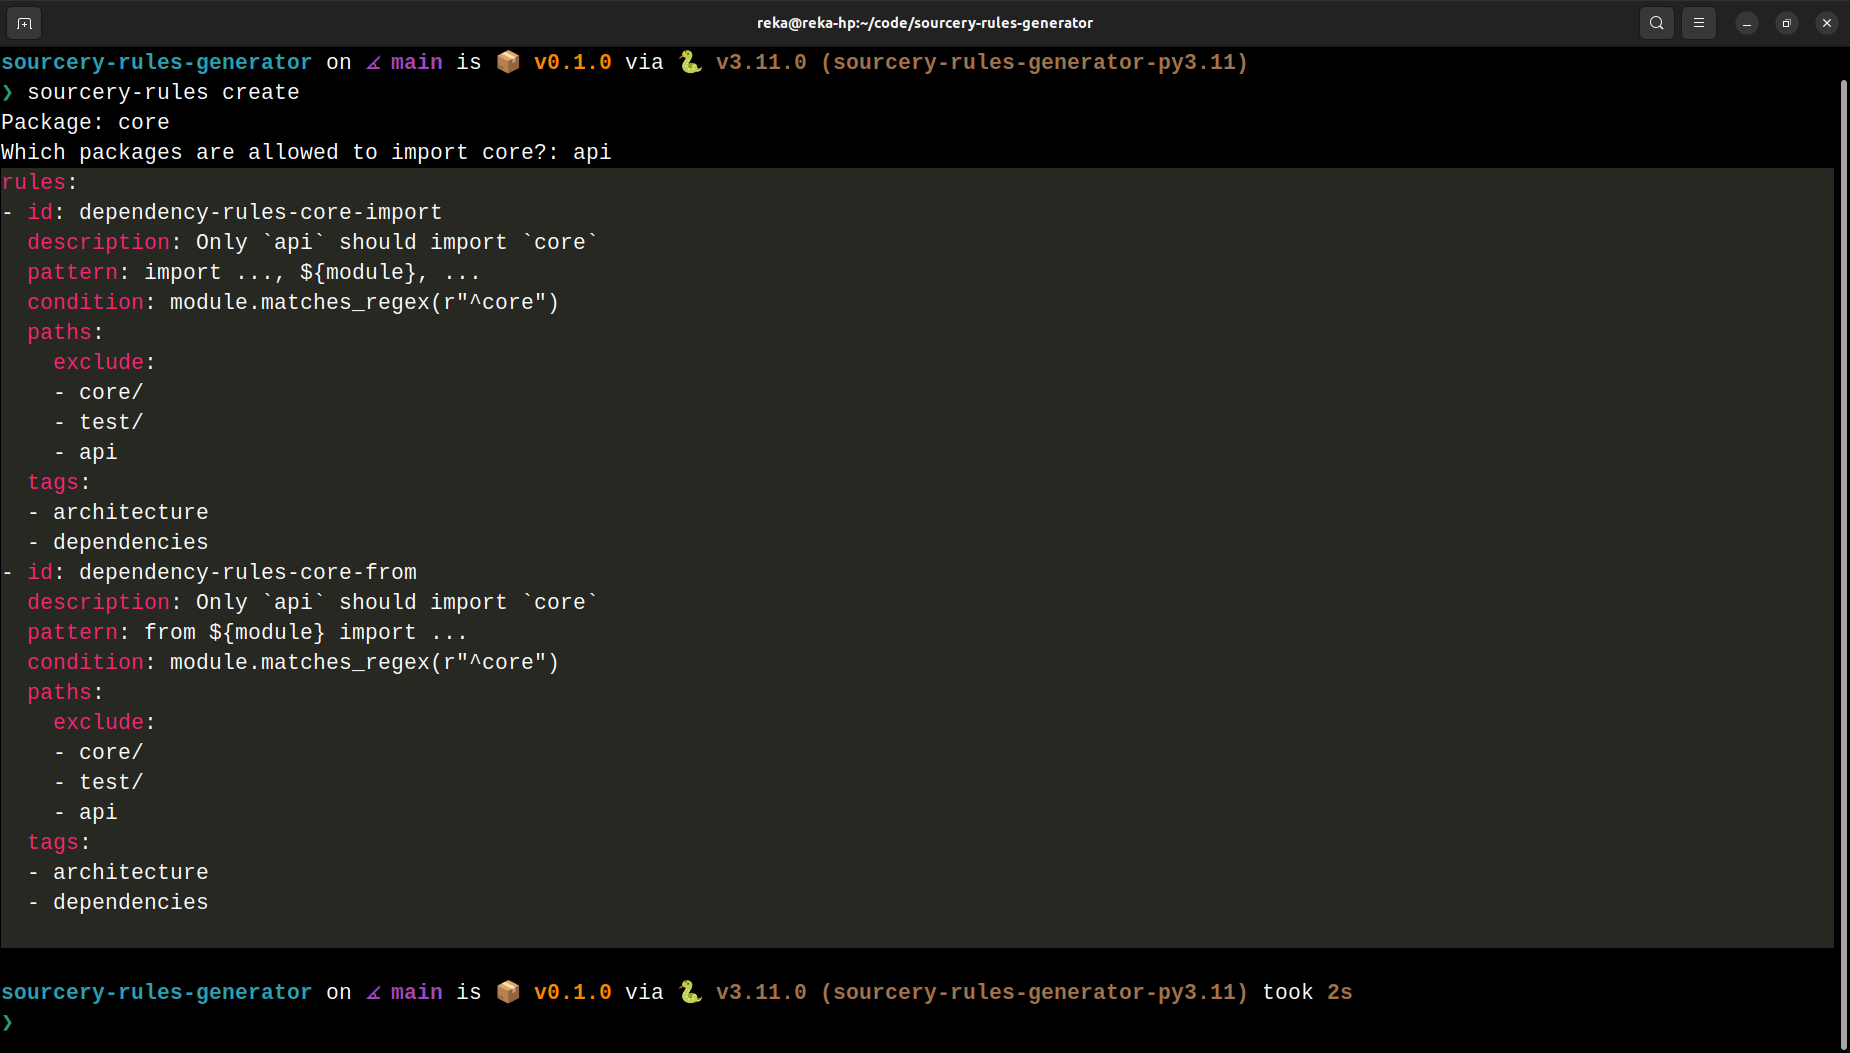 reka@reka-hp:~/code/sourcery-rules-generator
sourcery-rules-generator on main is 📦 v0.1.0 via 🐍 v3.11.0 (sourcery-rules-generator-py3.11)
❯ sourcery-rules create
Package: core
Which packages are allowed to import core?: api
rules:
- id: dependency-rules-core-import
  description: Only `api` should import `core`
  pattern: import ..., ${module}, ...
  condition: module.matches_regex(r"^core")
  paths:
    exclude:
    - core/
    - test/
    - api
  tags:
  - architecture
  - dependencies
- id: dependency-rules-core-from
  description: Only `api` should import `core`
  pattern: from ${module} import ...
  condition: module.matches_regex(r"^core")
  paths:
    exclude:
    - core/
    - test/
    - api
  tags:
  - architecture
  - dependencies
sourcery-rules-generator on main is 📦 v0.1.0 via 🐍 v3.11.0 (sourcery-rules-generator-py3.11) took 2s
❯